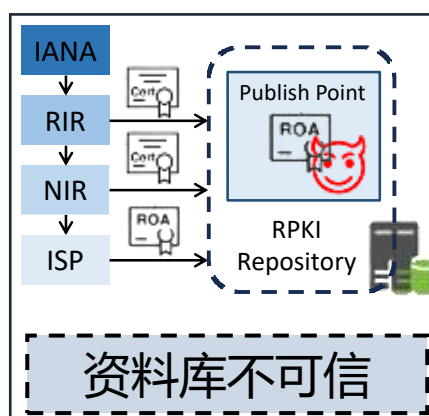 IANA
RIR
NIR
ISP
Cert
Cert
ROA
Publish Point
ROA
RPKI
Repository
资料库不可信